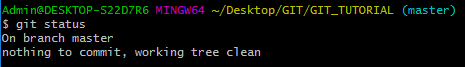 Admin@DESKTOP-S22D7R6 MINGW64 ~/Desktop/GIT/GIT_TUTORIAL (master)
$ git status
On branch master
nothing to commit, working tree clean